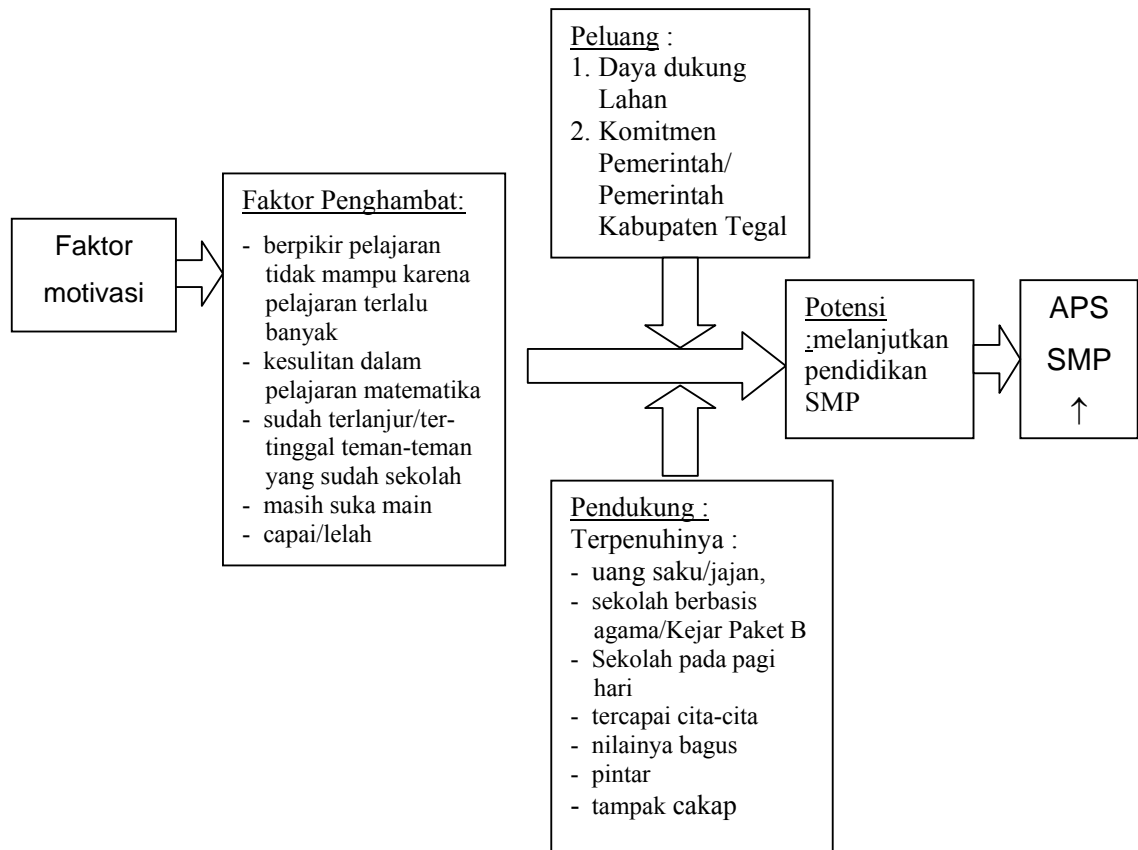 Faktor
motivasi
Faktor Penghambat:
- berpikir pelajaran
tidak mampu karena
pelajaran terlalu
banyak
- kesulitan dalam
pelajaran matematika
- sudah terlanjur/ter-
tinggal teman-teman
yang sudah sekolah
- masih suka main
- capai/lelah
Peluang :
1. Daya dukung
Lahan
2. Komitmen
Pemerintah/
Pemerintah
Kabupaten Tegal
Pendukung :
Terpenuhinya :
- uang saku/jajan,
- sekolah berbasis
agama/Kejar Paket B
- Sekolah pada pagi
hari
- tercapai cita-cita
- nilainya bagus
- pintar
- tampak cakap
Potensi
:melanjutkan
pendidikan
SMP
APS
SMP
↑